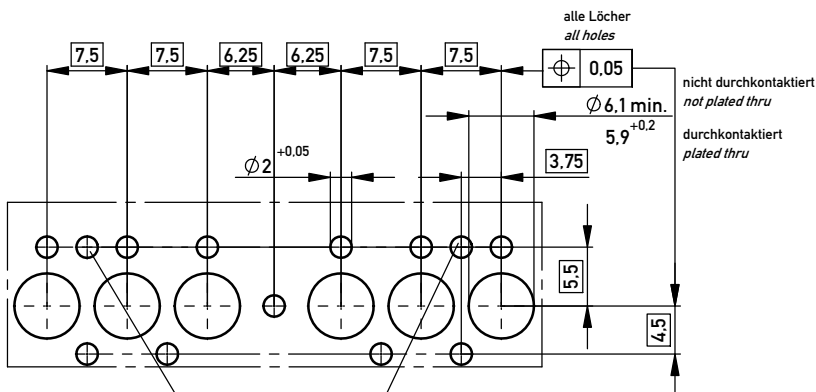 alle Löcher
all holes
7,5 7,5 6,25 6,25 7,5 7,5
⌖ 0,05
nicht durchkontaktiert
not plated thru
∅6,1 min.
5,9 +0,2
durchkontaktiert
plated thru
∅2 +0,05
3,75
5,5
4,5